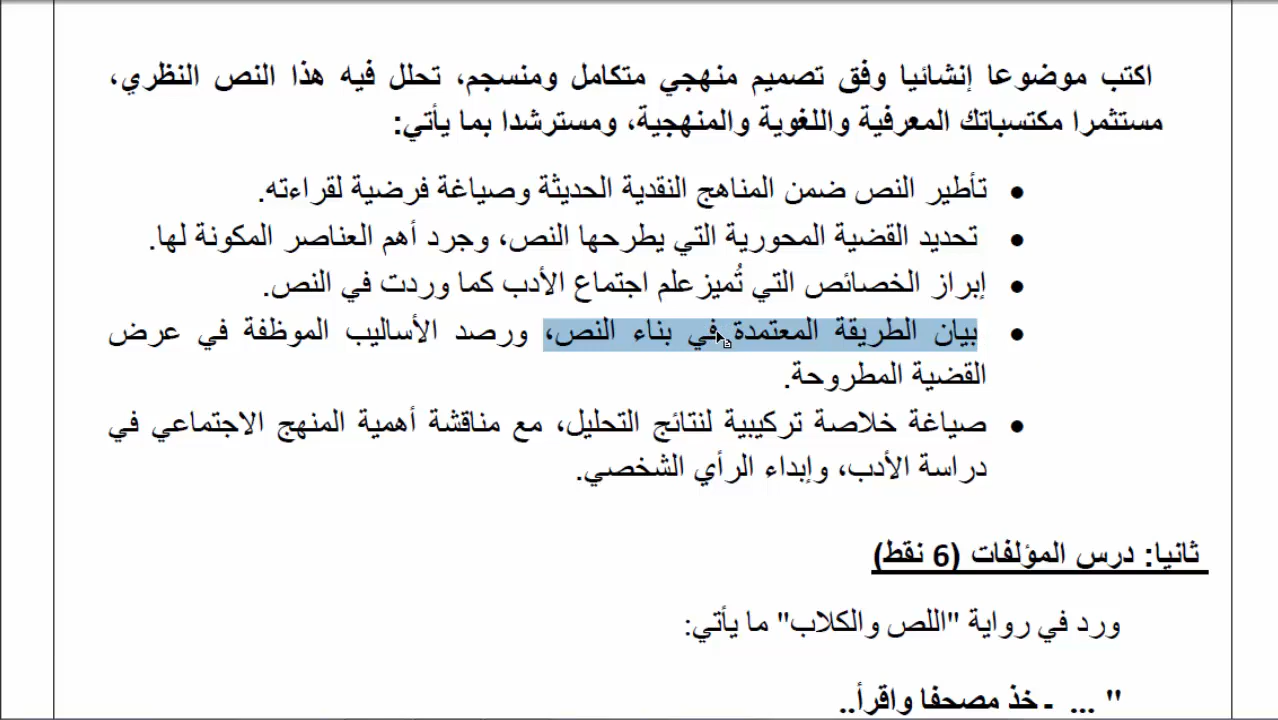 اكتب موضوعا إنشائيا وفق تصميم منهجي متكامل ومنسجم، تحلل فيه هذا النص النظري،
مستثمرا مكتسباتك المعرفية واللغوية والمنهجية، ومسترشدا بما يأتي:
• تأطير النص ضمن المناهج النقدية الحديثة وصياغة فرضية لقراءته.
• تحديد القضية المحورية التي يطرحها النص، وجرد أهم العناصر المكونة لها.
• إبراز الخصائص التي تُميزعلم اجتماع الأدب كما وردت في النص.
• بيان الطريقة المعتمدة في بناء النص، ورصد الأساليب الموظفة في عرض
القضية المطروحة.
• صياغة خلاصة تركيبية لنتائج التحليل، مع مناقشة أهمية المنهج الاجتماعي في
دراسة الأدب، وإبداء الرأي الشخصي.
ثانيا: درس المؤلفات (6 نقط)
ورد في رواية "اللص والكلاب" ما يأتي:
" ... ـ خذ مصحفا واقرأ..